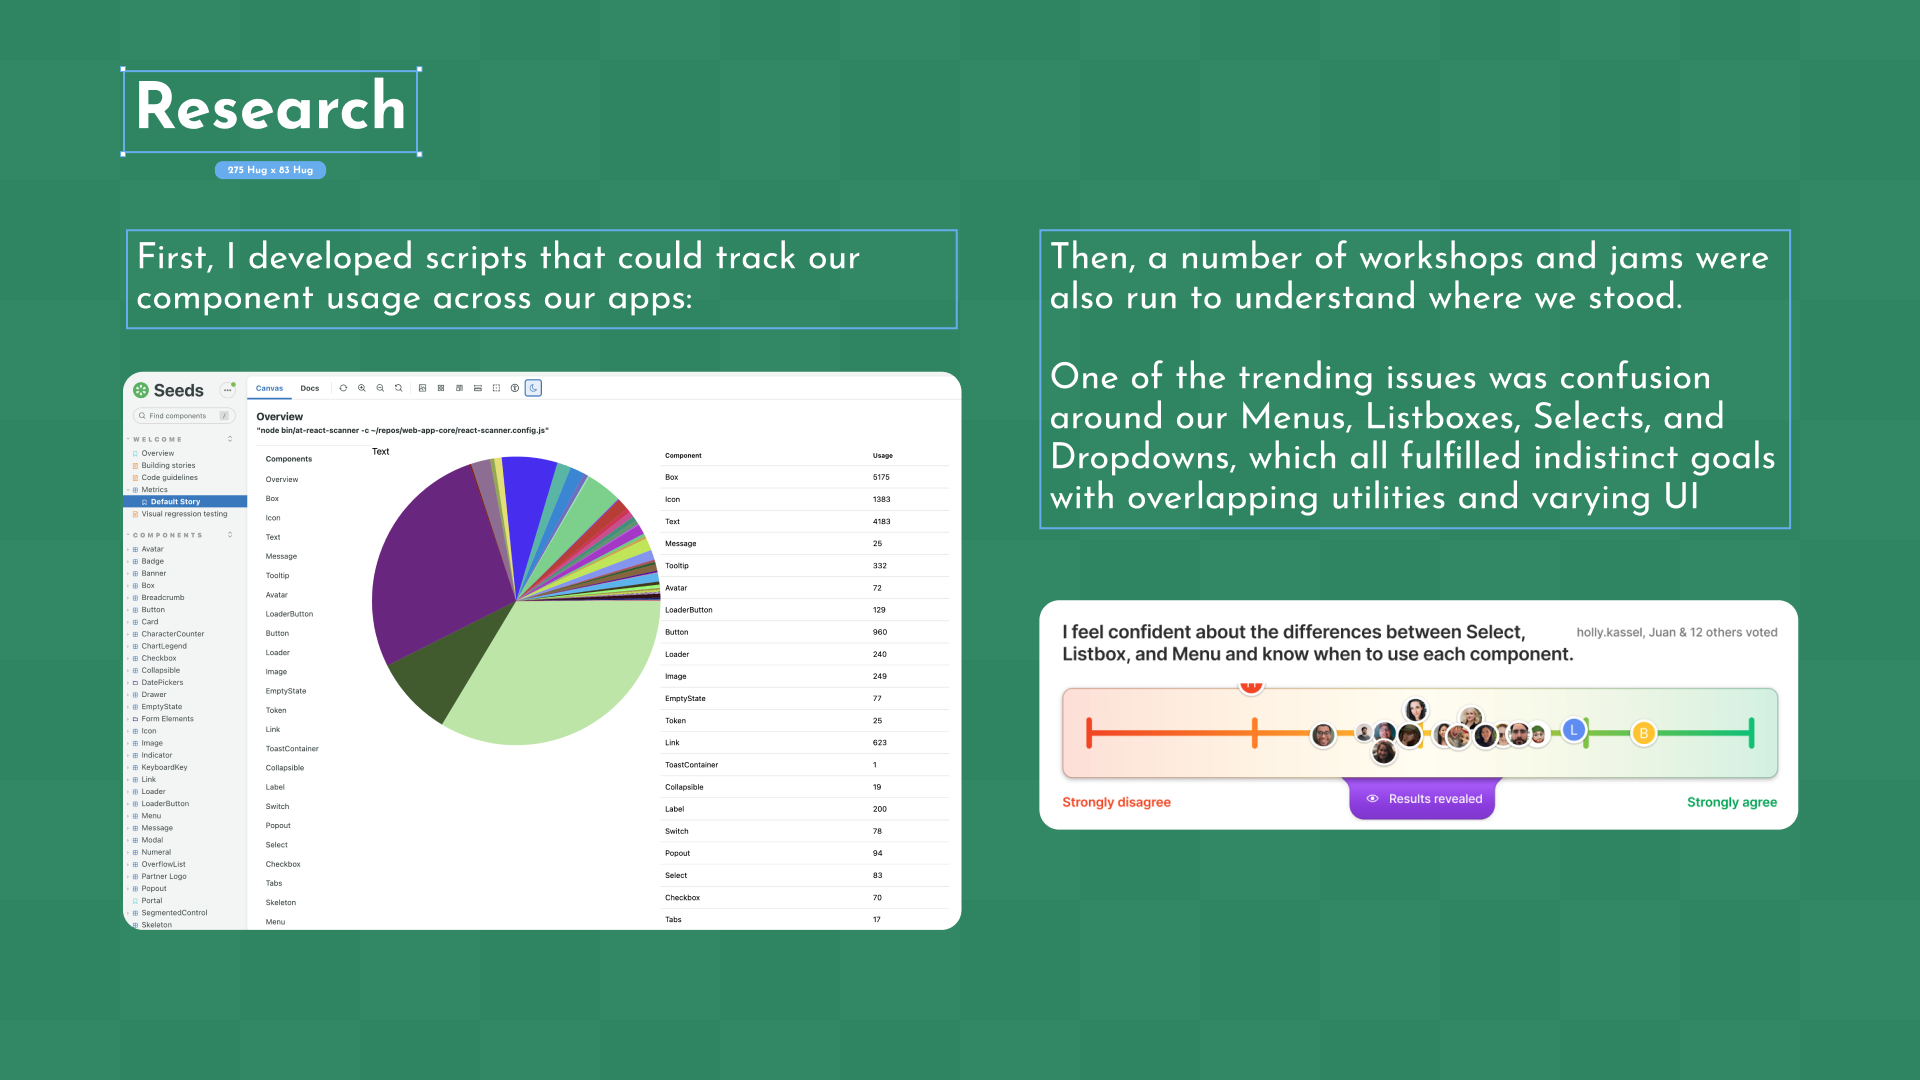 Research
275 Hug x 83 Hug
First, I developed scripts that could track our
component usage across our apps:
Seeds
Find components
/
WELCOME
Overview
Building stories
Code guidelines
Metrics
Default Story
Visual regression testing
COMPONENTS
Avatar
Badge
Banner
Box
Breadcrumb
Button
Card
CharacterCounter
ChartLegend
Checkbox
Collapsible
DatePickers
Drawer
EmptyState
Form Elements
Icon
Image
Indicator
KeyboardKey
Link
Loader
LoaderButton
Menu
Message
Modal
Numeral
OverflowList
Partner Logo
Popout
Portal
SegmentedControl
Skeleton
Canvas Docs
Overview
"node bin/at-react-scanner -c ~/repos/web-app-core/react-scanner.config.js"
Components
Overview
Box
Icon
Text
Message
Tooltip
Avatar
LoaderButton
Button
Loader
Image
EmptyState
Token
Link
ToastContainer
Collapsible
Label
Switch
Popout
Select
Checkbox
Tabs
Skeleton
Menu
Text
Component Usage
Box 5175
Icon 1383
Text 4183
Message 25
Tooltip 332
Avatar 72
LoaderButton 129
Button 960
Loader 240
Image 249
EmptyState 77
Token 25
Link 623
ToastContainer 1
Collapsible 19
Label 200
Switch 78
Popout 94
Select 83
Checkbox 70
Tabs 17
Then, a number of workshops and jams were
also run to understand where we stood.
One of the trending issues was confusion
around our Menus, Listboxes, Selects, and
Dropdowns, which all fulfilled indistinct goals
with overlapping utilities and varying UI
I feel confident about the differences between Select,
Listbox, and Menu and know when to use each component.
holly.kassel, Juan & 12 others voted
L
B
Results revealed
Strongly disagree
Strongly agree